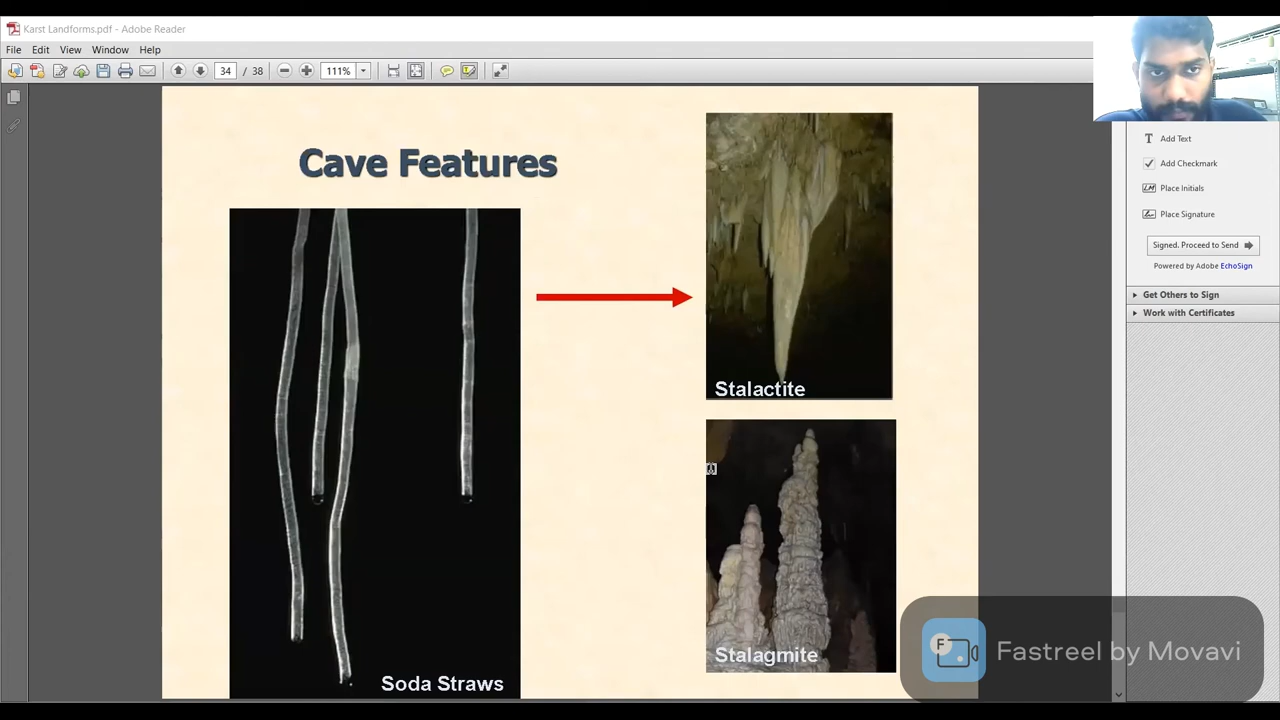 Karst Landforms.pdf - Adobe Reader
File Edit View Window Help
34 / 38 111%
Add Text
Add Checkmark
Place Initials
Place Signature
Signed. Proceed to Send
Powered by Adobe EchoSign
Get Others to Sign
Work with Certificates
Cave Features
Stalactite
Stalagmite
Soda Straws
F
Fastreel by Movavi